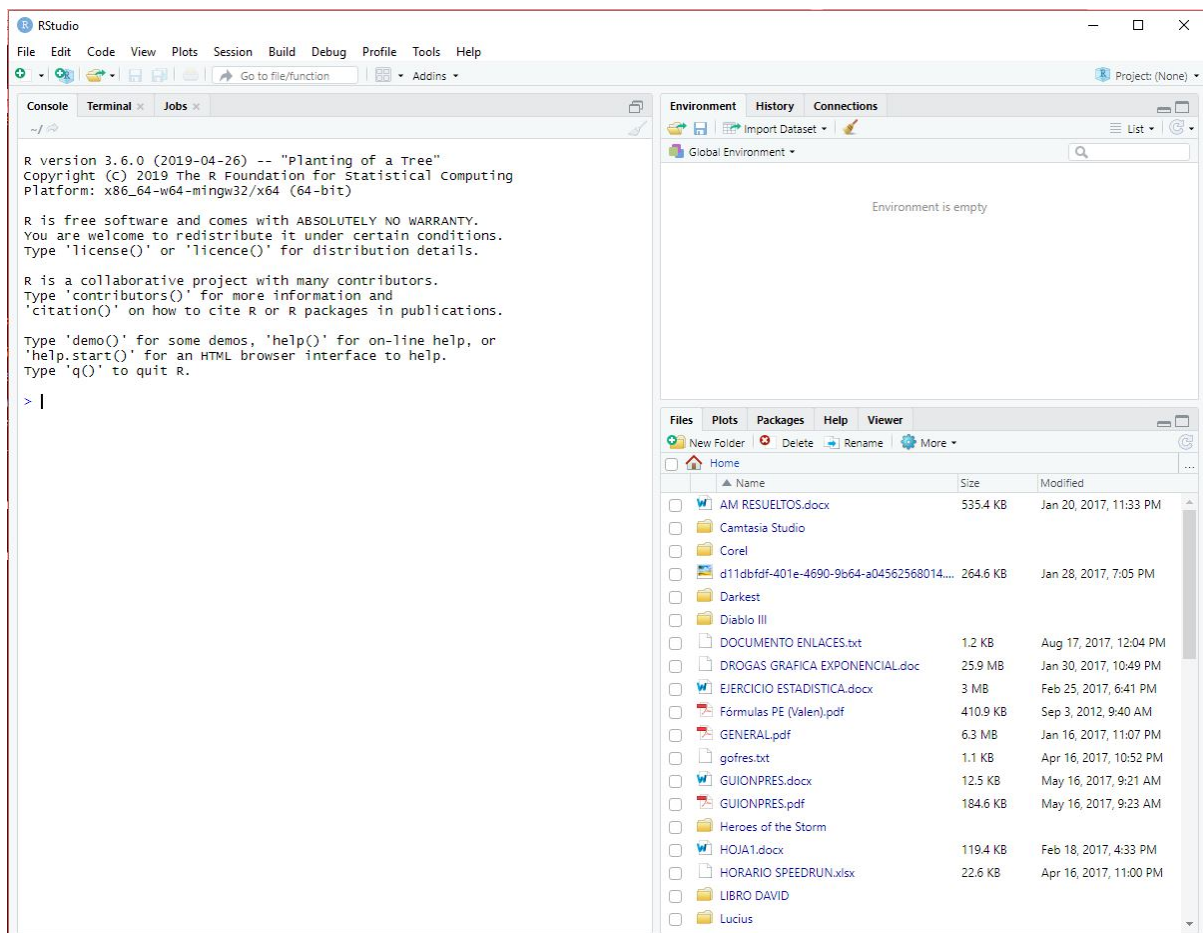 RStudio
File Edit Code View Plots Session Build Debug Profile Tools Help
Go to file/function Addins Project: (None)
Console Terminal Jobs
~/
R version 3.6.0 (2019-04-26) -- "Planting of a Tree"
Copyright (C) 2019 The R Foundation for Statistical Computing
Platform: x86_64-w64-mingw32/x64 (64-bit)
R is free software and comes with ABSOLUTELY NO WARRANTY.
You are welcome to redistribute it under certain conditions.
Type 'license()' or 'licence()' for distribution details.
R is a collaborative project with many contributors.
Type 'contributors()' for more information and
'citation()' on how to cite R or R packages in publications.
Type 'demo()' for some demos, 'help()' for on-line help, or
'help.start()' for an HTML browser interface to help.
Type 'q()' to quit R.
>
Environment History Connections
Import Dataset List
Global Environment
Environment is empty
Files Plots Packages Help Viewer
New Folder Delete Rename More
Home ...
Name Size Modified
AM RESUELTOS.docx 535.4 KB Jan 20, 2017, 11:33 PM
Camtasia Studio
Corel
d11dbfdf-401e-4690-9b64-a04562568014.... 264.6 KB Jan 28, 2017, 7:05 PM
Darkest
Diablo III
DOCUMENTO ENLACES.txt 1.2 KB Aug 17, 2017, 12:04 PM
DROGAS GRAFICA EXPONENCIAL.doc 25.9 MB Jan 30, 2017, 10:49 PM
EJERCICIO ESTADISTICA.docx 3 MB Feb 25, 2017, 6:41 PM
Fórmulas PE (Valen).pdf 410.9 KB Sep 3, 2012, 9:40 AM
GENERAL.pdf 6.3 MB Jan 16, 2017, 11:07 PM
gofres.txt 1.1 KB Apr 16, 2017, 10:52 PM
GUIONPRES.docx 12.5 KB May 16, 2017, 9:21 AM
GUIONPRES.pdf 184.6 KB May 16, 2017, 9:23 AM
Heroes of the Storm
HOJA1.docx 119.4 KB Feb 18, 2017, 4:33 PM
HORARIO SPEEDRUN.xlsx 22.6 KB Apr 16, 2017, 11:00 PM
LIBRO DAVID
Lucius